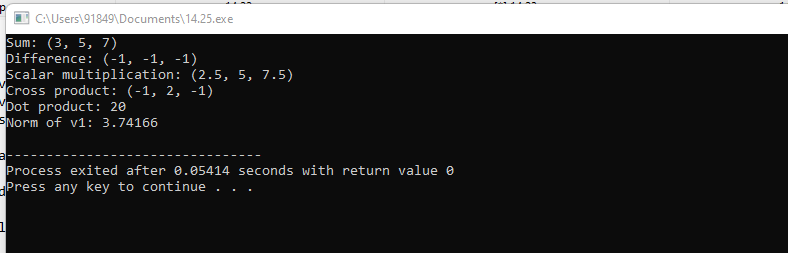 C:\Users\91849\Documents\14.25.exe
Sum: (3, 5, 7)
Difference: (-1, -1, -1)
Scalar multiplication: (2.5, 5, 7.5)
Cross product: (-1, 2, -1)
Dot product: 20
Norm of v1: 3.74166
--------------------------------
Process exited after 0.05414 seconds with return value 0
Press any key to continue . . .